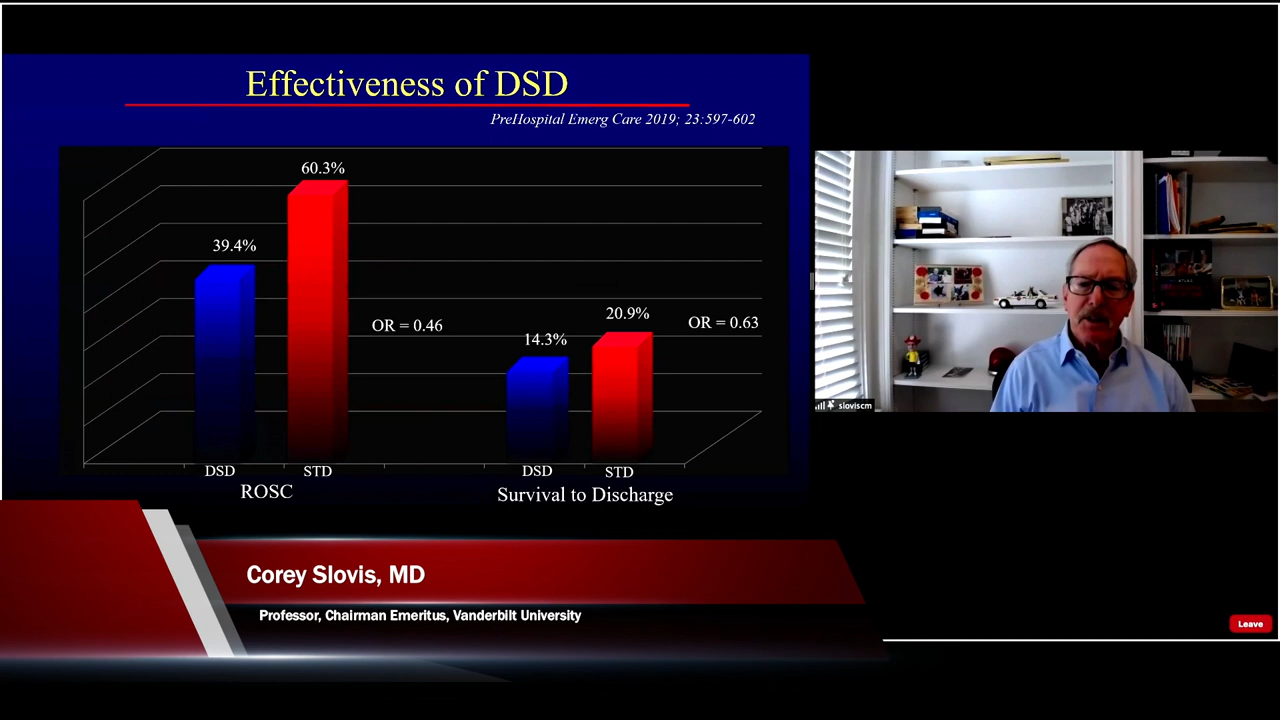 Effectiveness of DSD
PreHospital Emerg Care 2019; 23:597-602
60.3%
39.4%
OR = 0.46
20.9%
14.3%
OR = 0.63
DSD
STD
DSD
STD
ROSC
Survival to Discharge
sloviscm
Corey Slovis, MD
Professor, Chairman Emeritus, Vanderbilt University
Leave